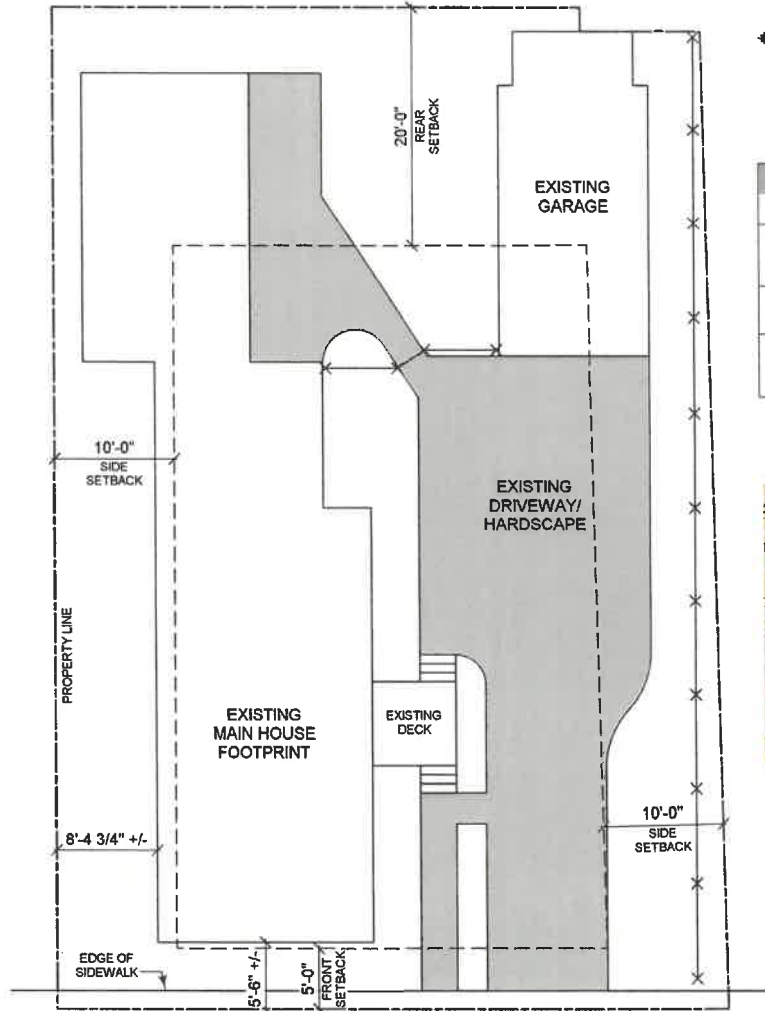 20'-0"
REAR
SETBACK
EXISTING
GARAGE
10'-0"
SIDE
SETBACK
EXISTING
DRIVEWAY/
HARDSCAPE
PROPERTY LINE
EXISTING
MAIN HOUSE
FOOTPRINT
EXISTING
DECK
8'-4 3/4" +/-
10'-0"
SIDE
SETBACK
EDGE OF
SIDEWALK
5'-6" +/-
5'-0"
FRONT
SETBACK